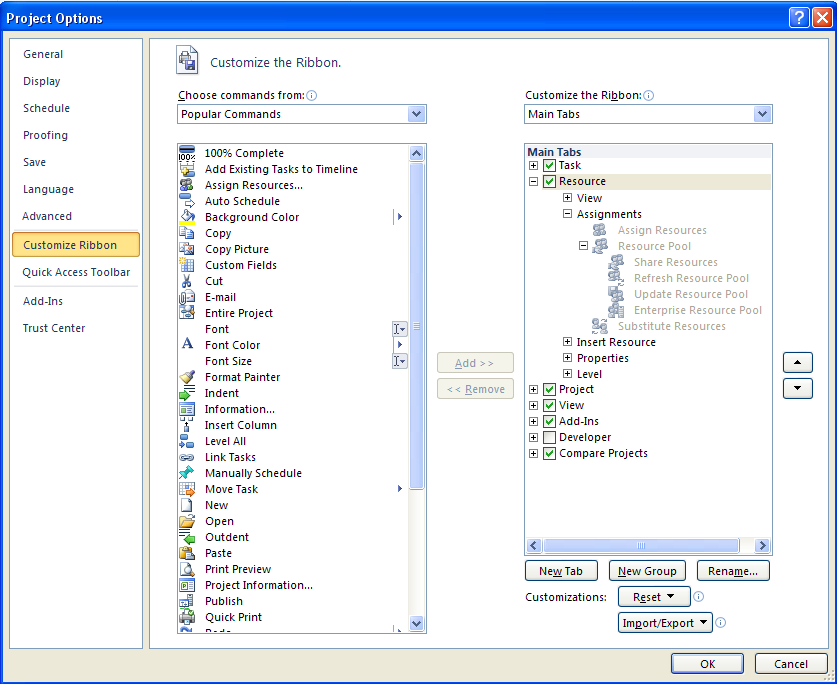 Project Options
General
Display
Schedule
Proofing
Save
Language
Advanced
Customize Ribbon
Quick Access Toolbar
Add-Ins
Trust Center
Customize the Ribbon.
Choose commands from:
Popular Commands
100% Complete
Add Existing Tasks to Timeline
Assign Resources...
Auto Schedule
Background Color
Copy
Copy Picture
Custom Fields
Cut
E-mail
Entire Project
Font
Font Color
Font Size
Format Painter
Indent
Information...
Insert Column
Level All
Link Tasks
Manually Schedule
Move Task
New
Open
Outdent
Paste
Print Preview
Project Information...
Publish
Quick Print
Add >>
<< Remove
Customize the Ribbon:
Main Tabs
Main Tabs
Task
Resource
View
Assignments
Assign Resources
Resource Pool
Share Resources
Refresh Resource Pool
Update Resource Pool
Enterprise Resource Pool
Substitute Resources
Insert Resource
Properties
Level
Project
View
Add-Ins
Developer
Compare Projects
New Tab
New Group
Rename...
Customizations:
Reset
Import/Export
OK
Cancel